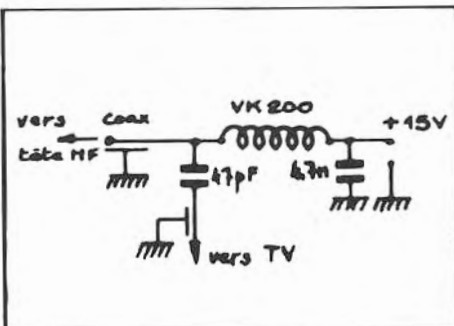 VK 200
vers coax
+15V
tête HF
47pF
4,7n
vers TV